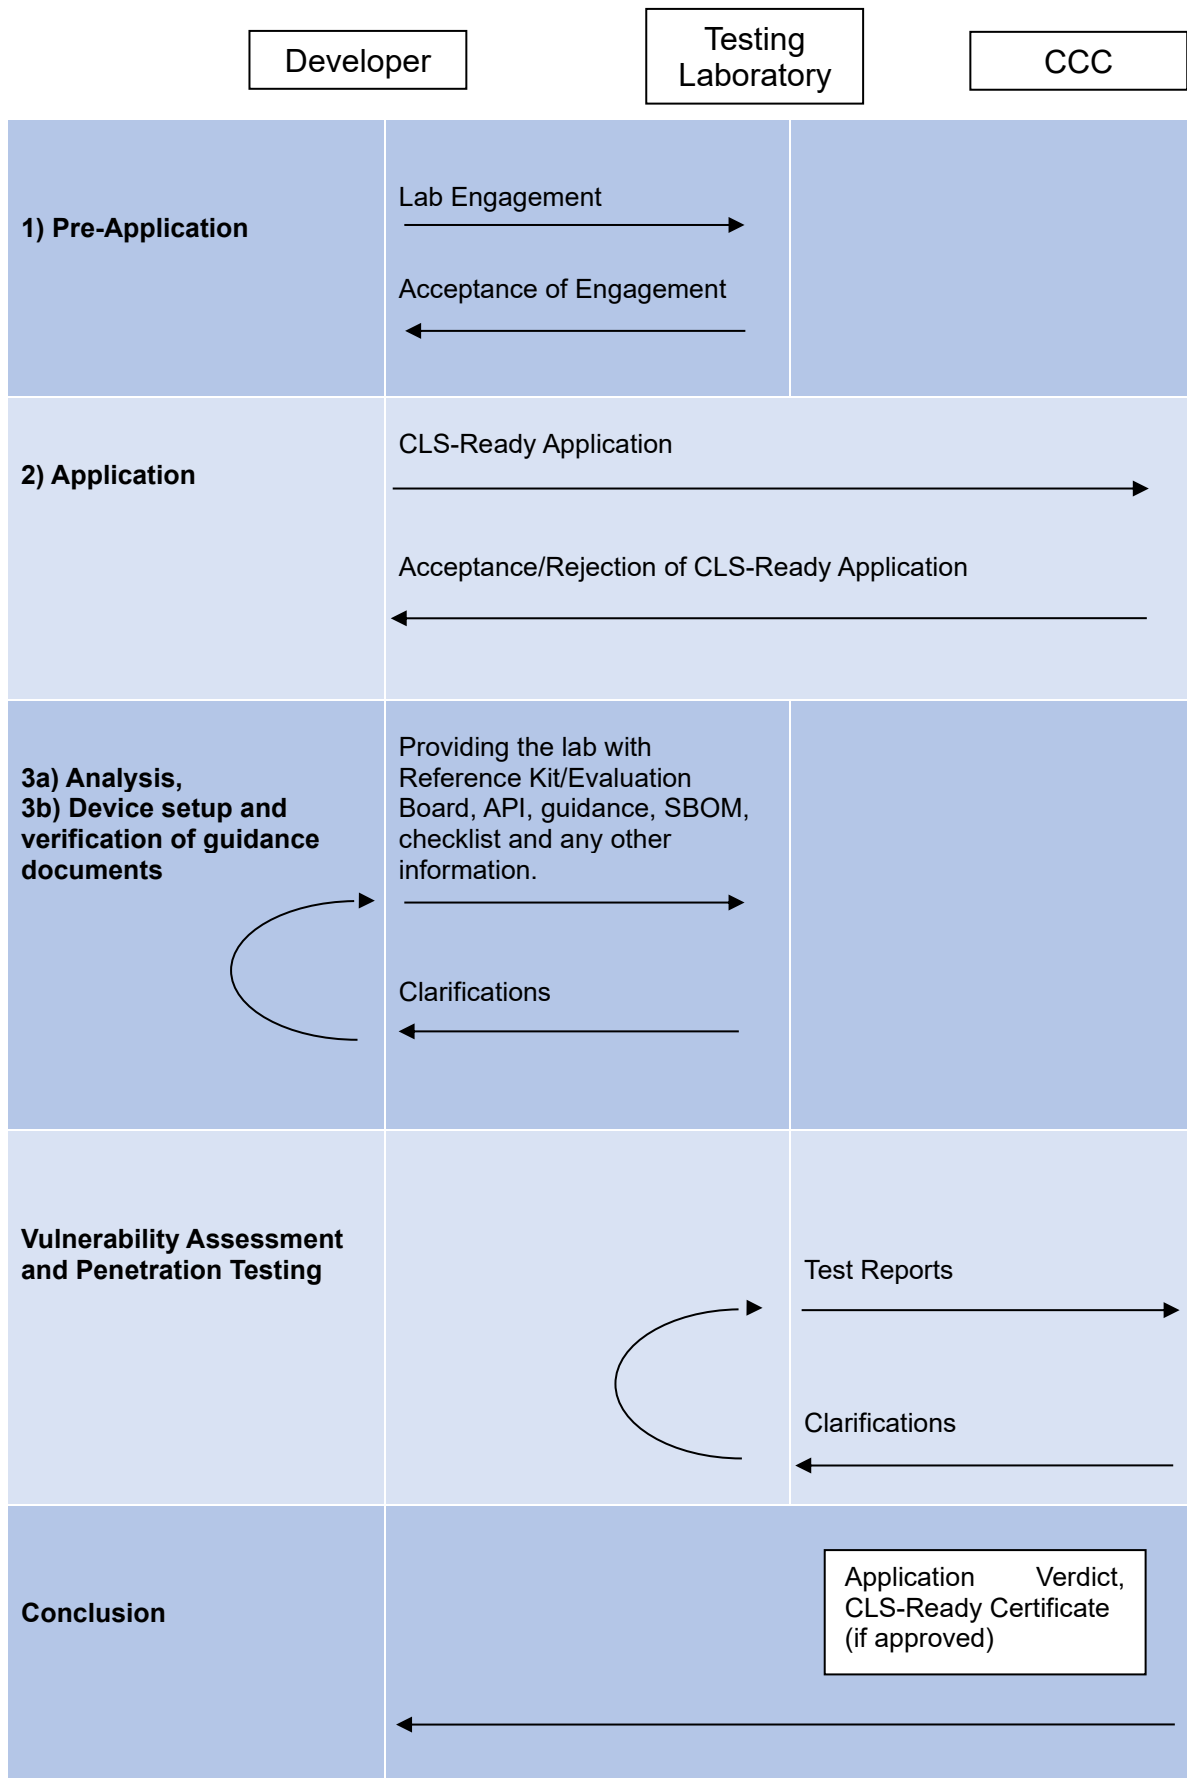 Developer
Testing
Laboratory
CCC
1) Pre-Application
Lab Engagement
Acceptance of Engagement
2) Application
CLS-Ready Application
Acceptance/Rejection of CLS-Ready Application
3a) Analysis,
3b) Device setup and
verification of guidance
documents
Providing the lab with
Reference Kit/Evaluation
Board, API, guidance, SBOM,
checklist and any other
information.
Clarifications
Vulnerability Assessment
and Penetration Testing
Test Reports
Clarifications
Conclusion
Application Verdict,
CLS-Ready Certificate
(if approved)